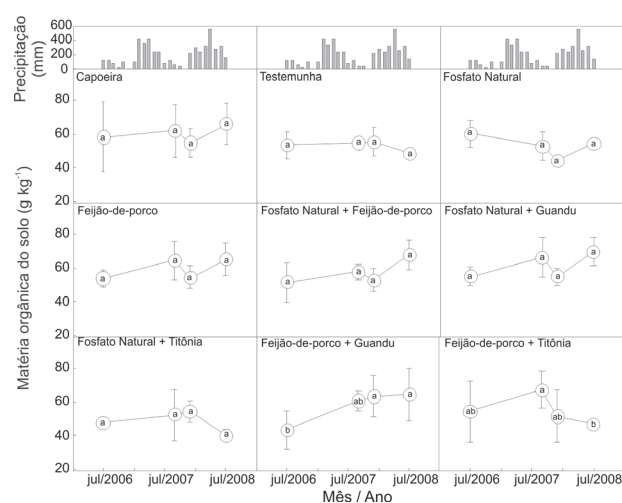 Precipitação
(mm)
600
400
200
0
Capoeira Testemunha Fosfato Natural
80
60
40
20
a a a a
a a a a
a a a a
Matéria orgânica do solo (g kg⁻¹)
Feijão-de-porco Fosfato Natural + Feijão-de-porco Fosfato Natural + Guandu
80
60
40
20
a a a a
a a a a
a a a a
Fosfato Natural + Titônia Feijão-de-porco + Guandu Feijão-de-porco + Titônia
80
60
40
20
a a a a
b ab a a
ab a ab b
jul/2006 jul/2007 jul/2008 jul/2006 jul/2007 jul/2008 jul/2006 jul/2007 jul/2008
Mês / Ano